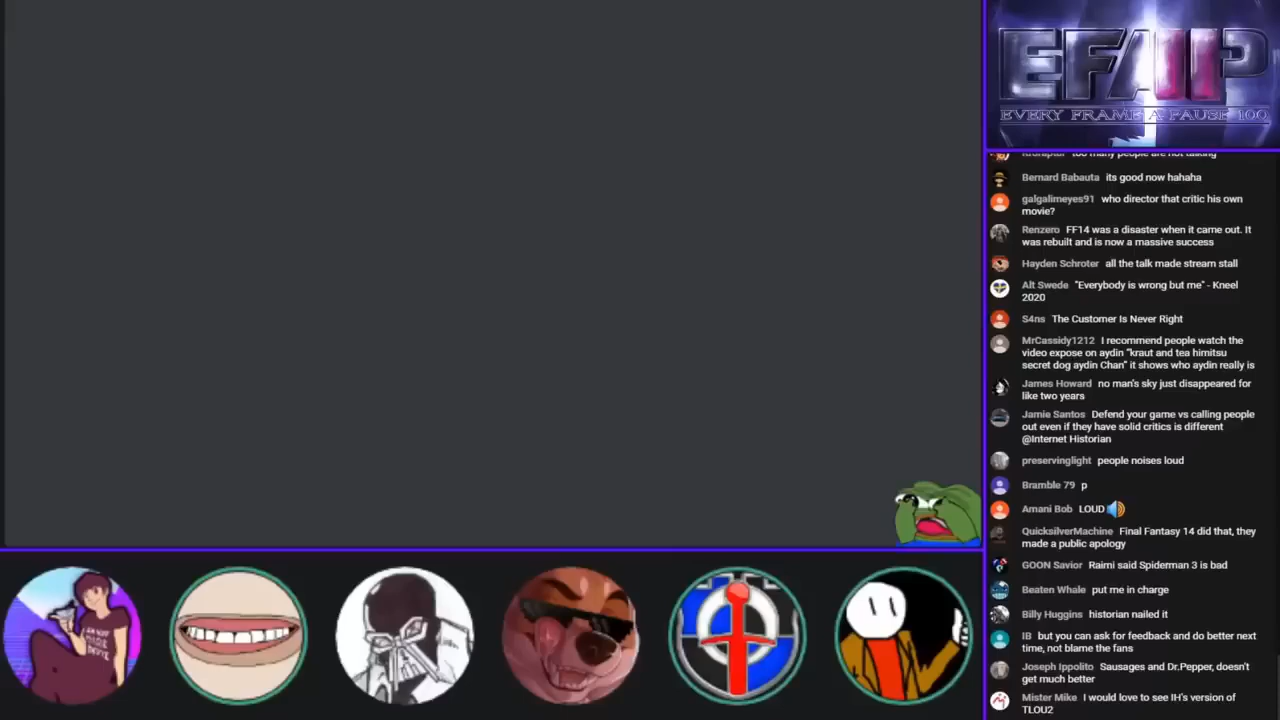 EFAP
EVERY FRAME A PAUSE 100
too many people are not talking
Bernard Babauta its good now hahaha
galgalimeyes91 who director that critic his own
movie?
Renzero FF14 was a disaster when it came out. It
was rebuilt and is now a massive success
Hayden Schroter all the talk made stream stall
Alt Swede "Everybody is wrong but me" - Kneel
2020
S4ns The Customer Is Never Right
MrCassidy1212 I recommend people watch the
video expose on aydin "kraut and tea himitsu
secret dog aydin Chan" it shows who aydin really is
James Howard no man's sky just disappeared for
like two years
Jamie Santos Defend your game vs calling people
out even if they have solid critics is different
@Internet Historian
preservinglight people noises loud
Bramble 79 p
Amani Bob LOUD
QuicksilverMachine Final Fantasy 14 did that, they
made a public apology
GOON Savior Raimi said Spiderman 3 is bad
Beaten Whale put me in charge
Billy Huggins historian nailed it
IB but you can ask for feedback and do better next
time, not blame the fans
Joseph Ippolito Sausages and Dr.Pepper, doesn't
get much better
Mister Mike I would love to see IH's version of
TLOU2